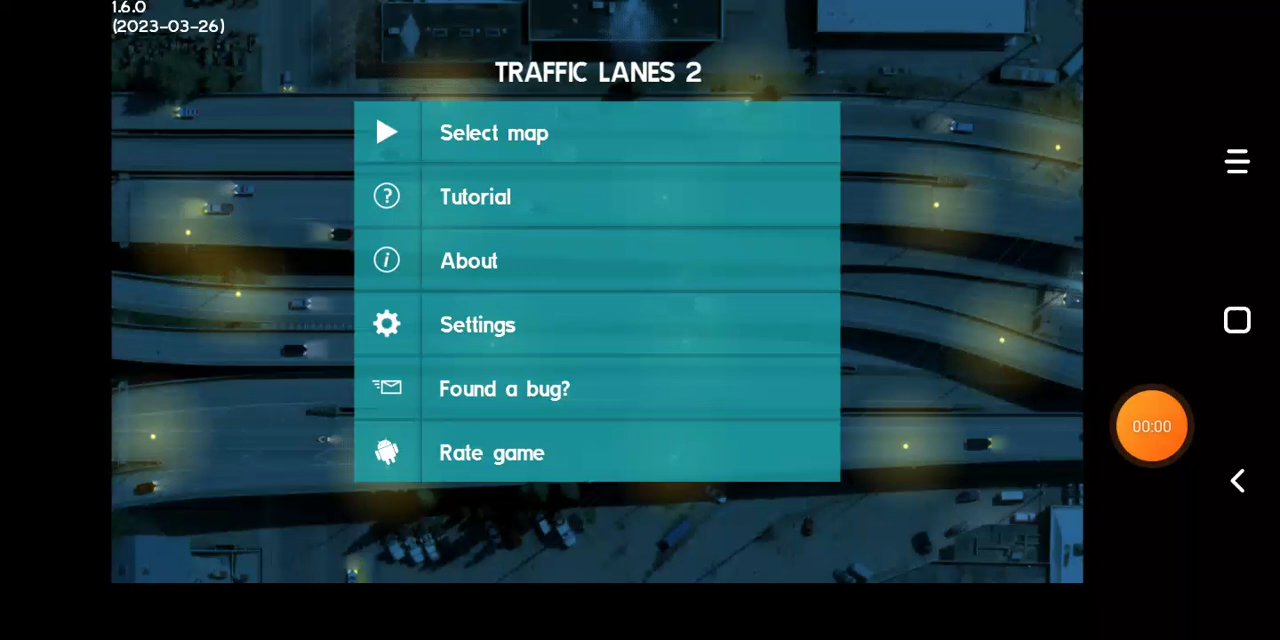 1.6.0
(2023-03-26)
TRAFFIC LANES 2
Select map
Tutorial
About
Settings
Found a bug?
Rate game
00:00